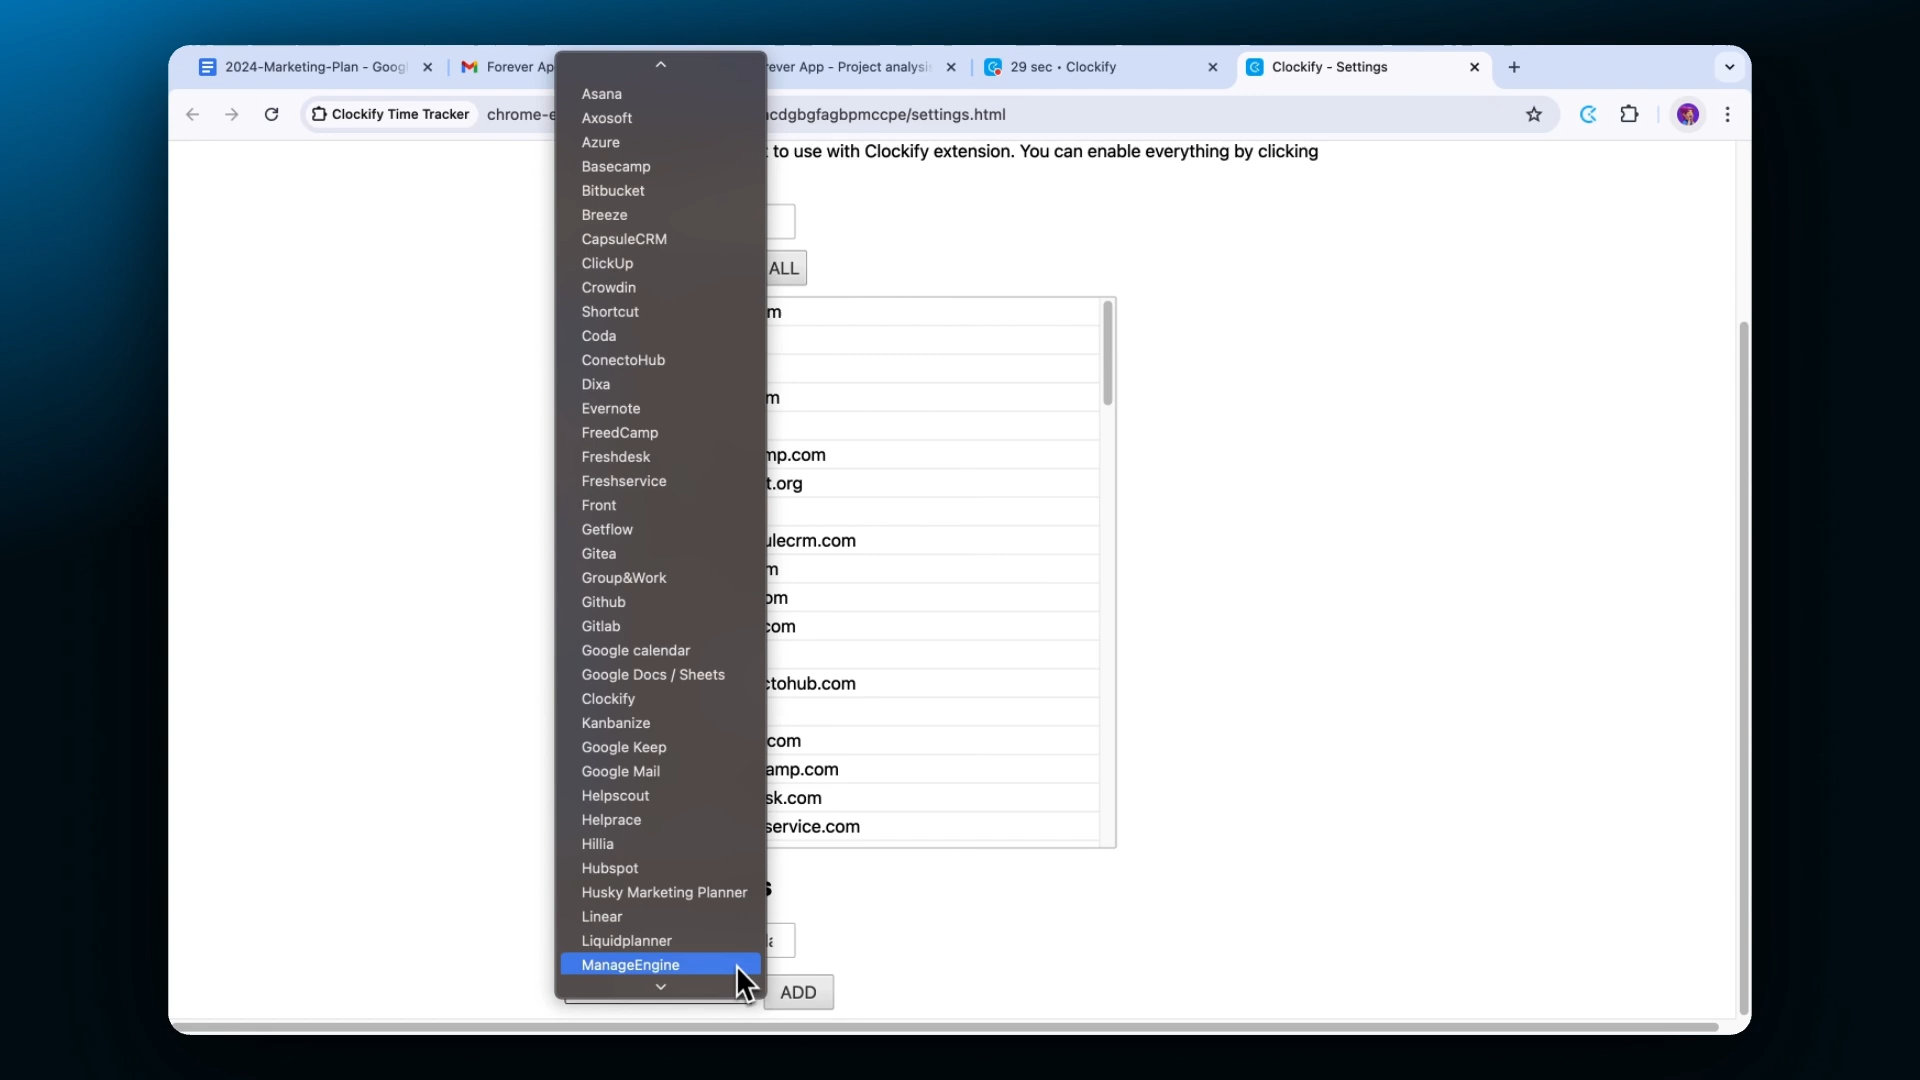 2024-Marketing-Plan - Googl
Forever Ap
rever App - Project analysis
29 sec • Clockify
Clockify - Settings
Clockify Time Tracker
chrome-e
acdgbgfagbpmccpe/settings.html
t to use with Clockify extension. You can enable everything by clicking
ALL
Asana
Axosoft
Azure
Basecamp
Bitbucket
Breeze
CapsuleCRM
ClickUp
Crowdin
Shortcut
Coda
ConectoHub
Dixa
Evernote
FreedCamp
Freshdesk
Freshservice
Front
Getflow
Gitea
Group&Work
Github
Gitlab
Google calendar
Google Docs / Sheets
Clockify
Kanbanize
Google Keep
Google Mail
Helpscout
Helprace
Hillia
Hubspot
Husky Marketing Planner
Linear
Liquidplanner
ManageEngine
m
m
mp.com
t.org
ulecrm.com
m
om
com
ctohub.com
com
amp.com
sk.com
service.com
s
ADD